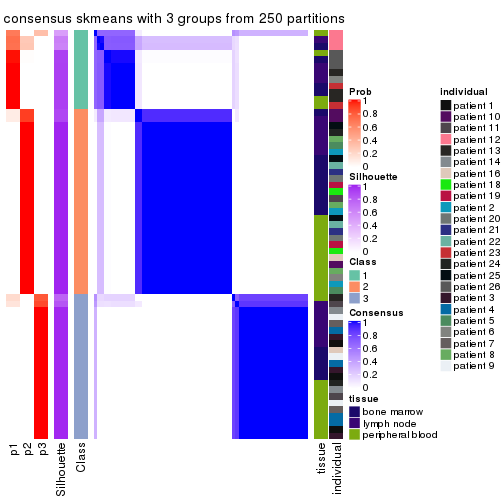 consensus skmeans with 3 groups from 250 partitions
Prob
1
0.8
0.6
0.4
0.2
0
Silhouette
1
0.8
0.6
0.4
0.2
0
Class
1
2
3
Consensus
1
0.8
0.6
0.4
0.2
0
tissue
bone marrow
lymph node
peripheral blood
individual
patient 1
patient 10
patient 11
patient 12
patient 13
patient 14
patient 16
patient 18
patient 19
patient 2
patient 20
patient 21
patient 22
patient 23
patient 24
patient 25
patient 26
patient 3
patient 4
patient 5
patient 6
patient 7
patient 8
patient 9
p1
p2
p3
Silhouette
Class
tissue
individual